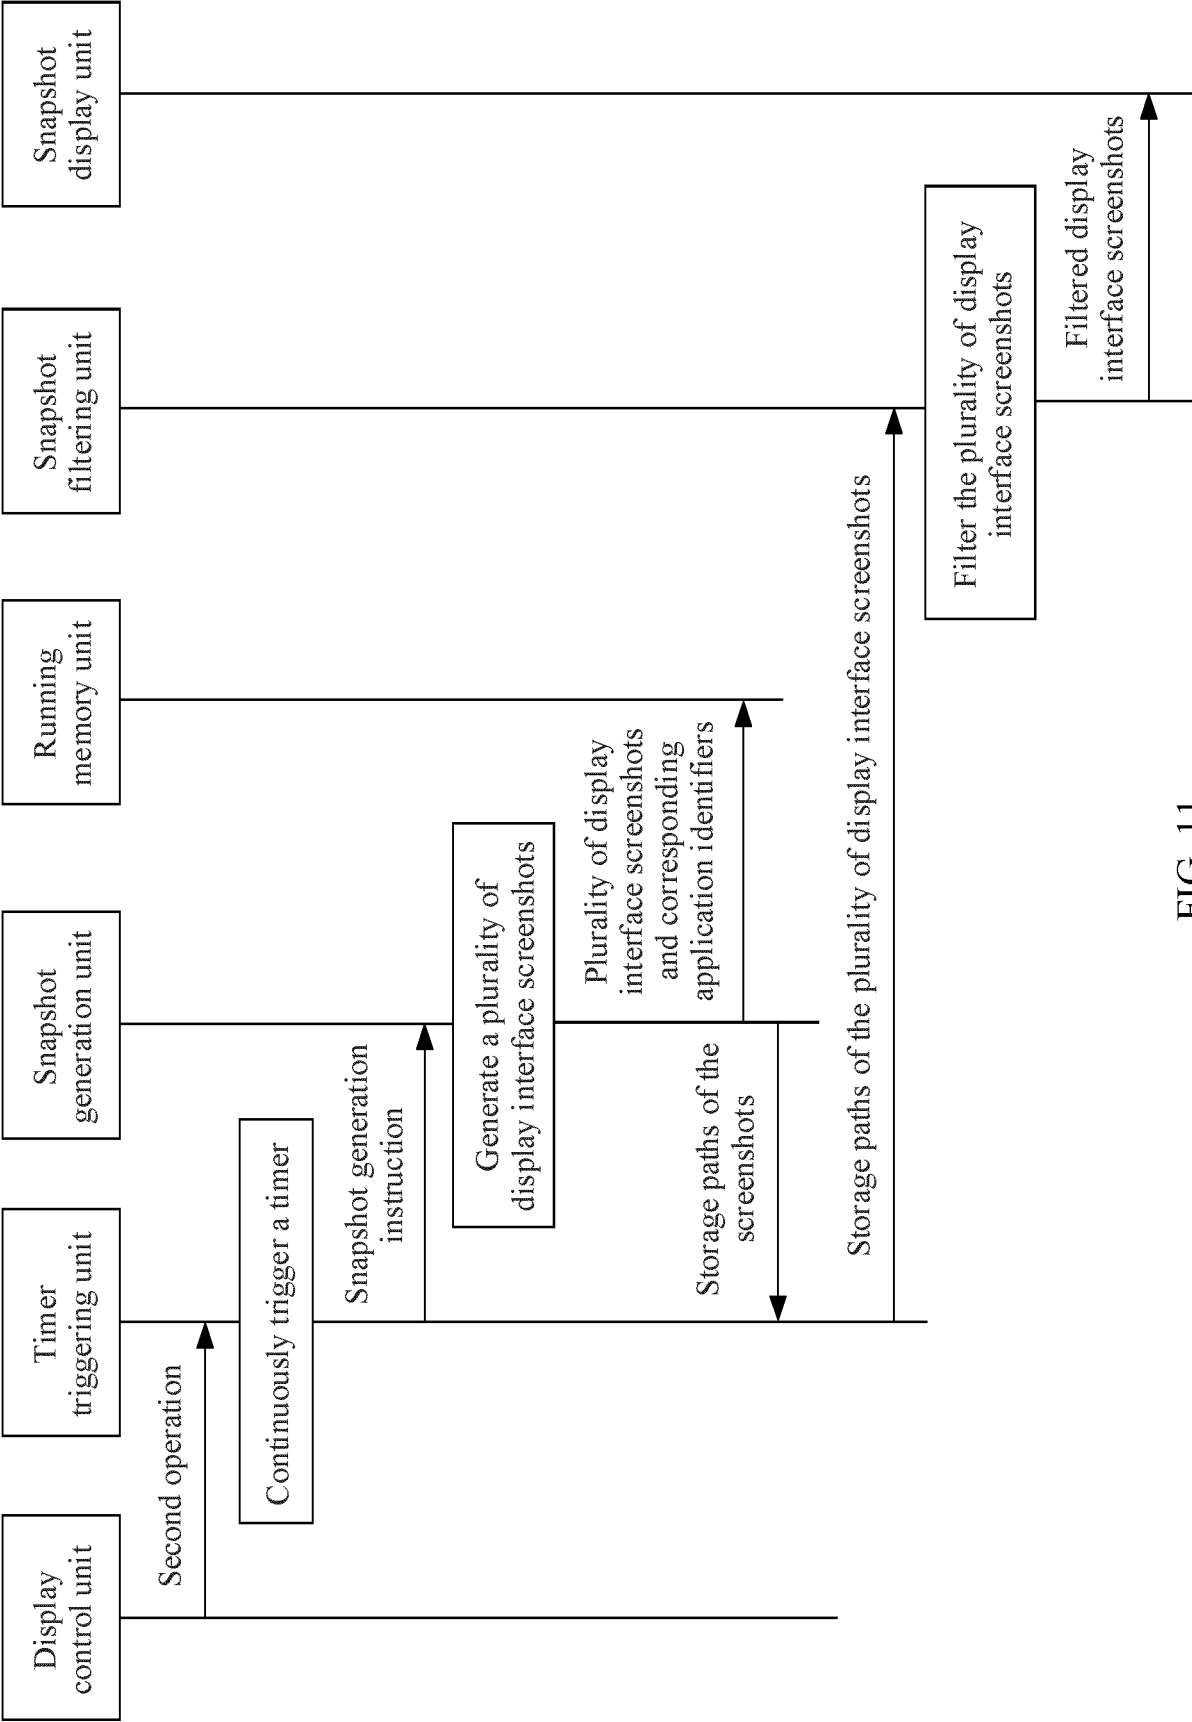 Display
control unit
Timer
triggering unit
Snapshot
generation unit
Running
memory unit
Snapshot
filtering unit
Snapshot
display unit
Second operation
Continuously trigger a timer
Snapshot generation
instruction
Generate a plurality of
display interface screenshots
Plurality of display
interface screenshots
and corresponding
application identifiers
Storage paths of the
screenshots
Storage paths of the plurality of display interface screenshots
Filter the plurality of display
interface screenshots
Filtered display
interface screenshots
FIG. 11